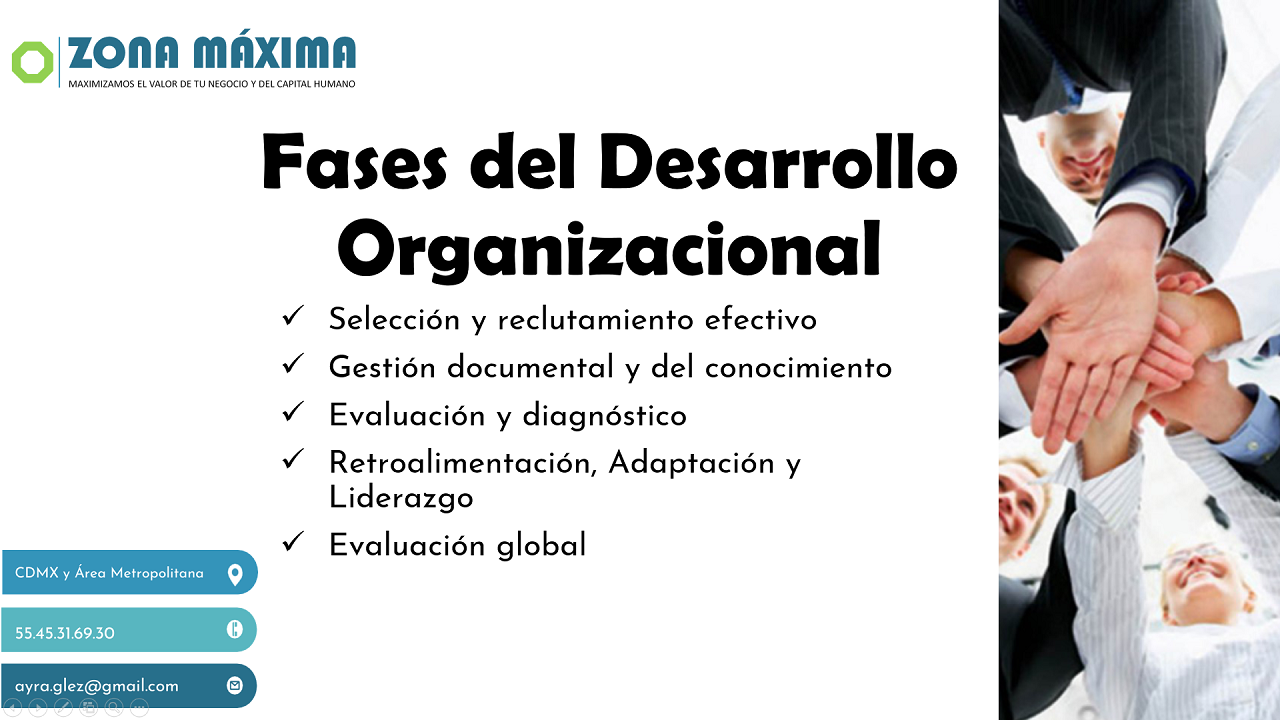 ZONA MÁXIMA
MAXIMIZAMOS EL VALOR DE TU NEGOCIO Y DEL CAPITAL HUMANO
Fases del Desarrollo
Organizacional
✓ Selección y reclutamiento efectivo
✓ Gestión documental y del conocimiento
✓ Evaluación y diagnóstico
✓ Retroalimentación, Adaptación y
Liderazgo
✓ Evaluación global
CDMX y Área Metropolitana
55.45.31.69.30
ayra.glez@gmail.com